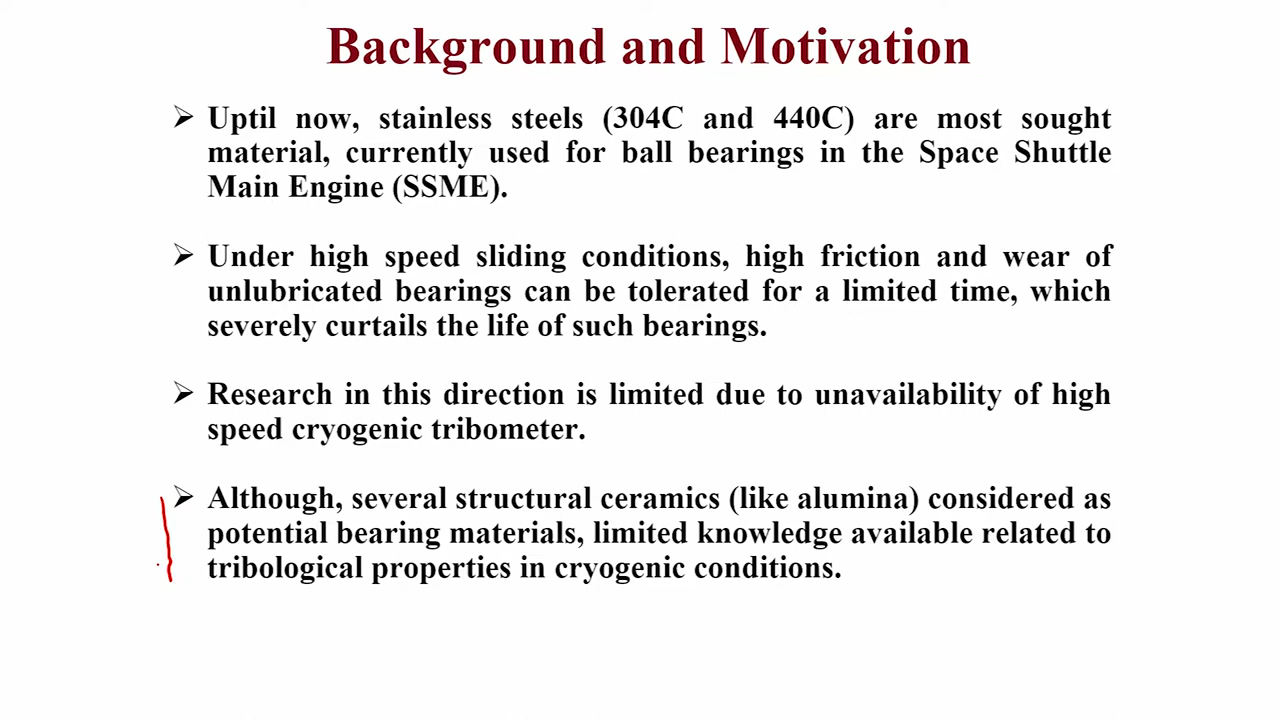 Background and Motivation
➢ Uptil now, stainless steels (304C and 440C) are most sought
material, currently used for ball bearings in the Space Shuttle
Main Engine (SSME).
➢ Under high speed sliding conditions, high friction and wear of
unlubricated bearings can be tolerated for a limited time, which
severely curtails the life of such bearings.
➢ Research in this direction is limited due to unavailability of high
speed cryogenic tribometer.
➢ Although, several structural ceramics (like alumina) considered as
potential bearing materials, limited knowledge available related to
tribological properties in cryogenic conditions.